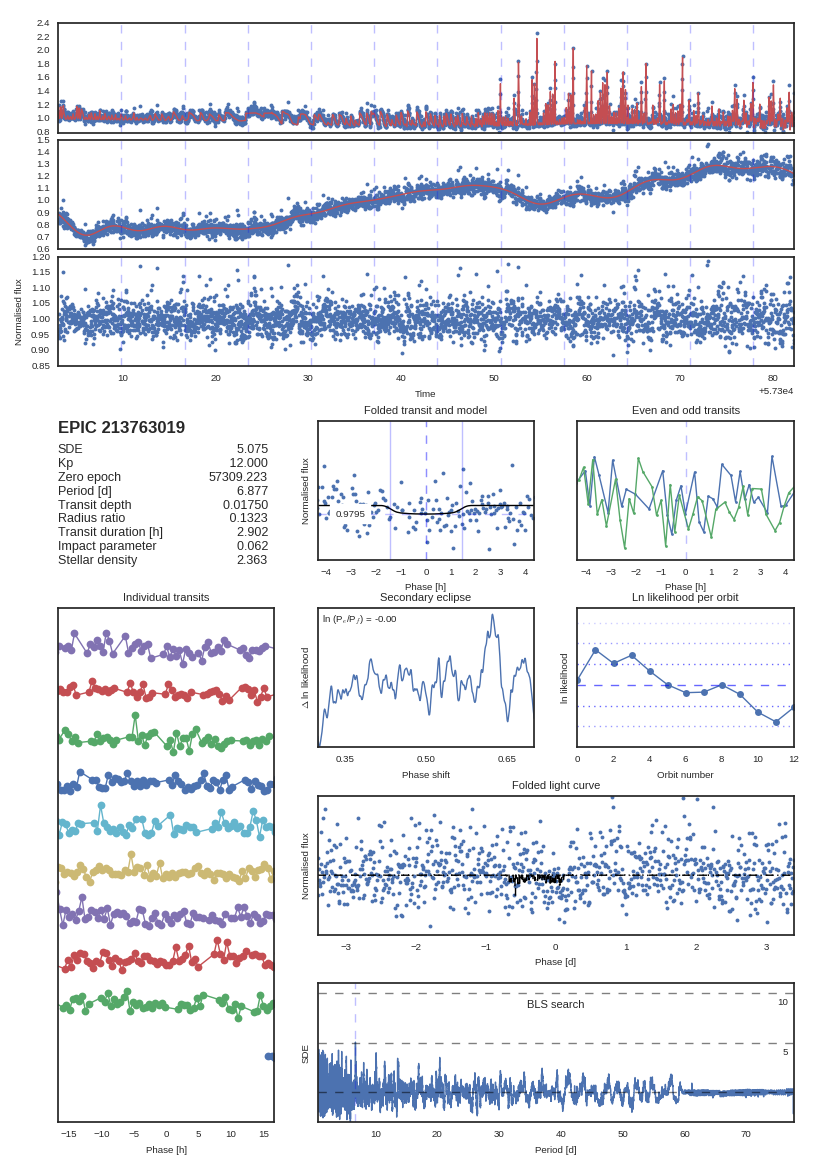 2.4
2.2
2.0
1.8
1.6
1.4
1.2
1.0
0.8
1.5
1.4
1.3
1.2
1.1
1.0
0.9
0.8
0.7
0.6
1.20
1.15
1.10
1.05
1.00
0.95
0.90
0.85
Normalised flux
10 20 30 40 50 60 70 80
Time
+5.73e4
EPIC 213763019
SDE 5.075
Kp 12.000
Zero epoch 57309.223
Period [d] 6.877
Transit depth 0.01750
Radius ratio 0.1323
Transit duration [h] 2.902
Impact parameter 0.062
Stellar density 2.363
Folded transit and model
Normalised flux
0.9795
−4 −3 −2 −1 0 1 2 3 4
Phase [h]
Even and odd transits
−4 −3 −2 −1 0 1 2 3 4
Phase [h]
Individual transits
−15 −10 −5 0 5 10 15
Phase [h]
Secondary eclipse
ln (Pₑ/P𝑓) = -0.00
Δ ln likelihood
0.35 0.50 0.65
Phase shift
Ln likelihood per orbit
ln likelihood
0 2 4 6 8 10 12
Orbit number
Folded light curve
Normalised flux
−3 −2 −1 0 1 2 3
Phase [d]
BLS search
10
5
SDE
10 20 30 40 50 60 70
Period [d]